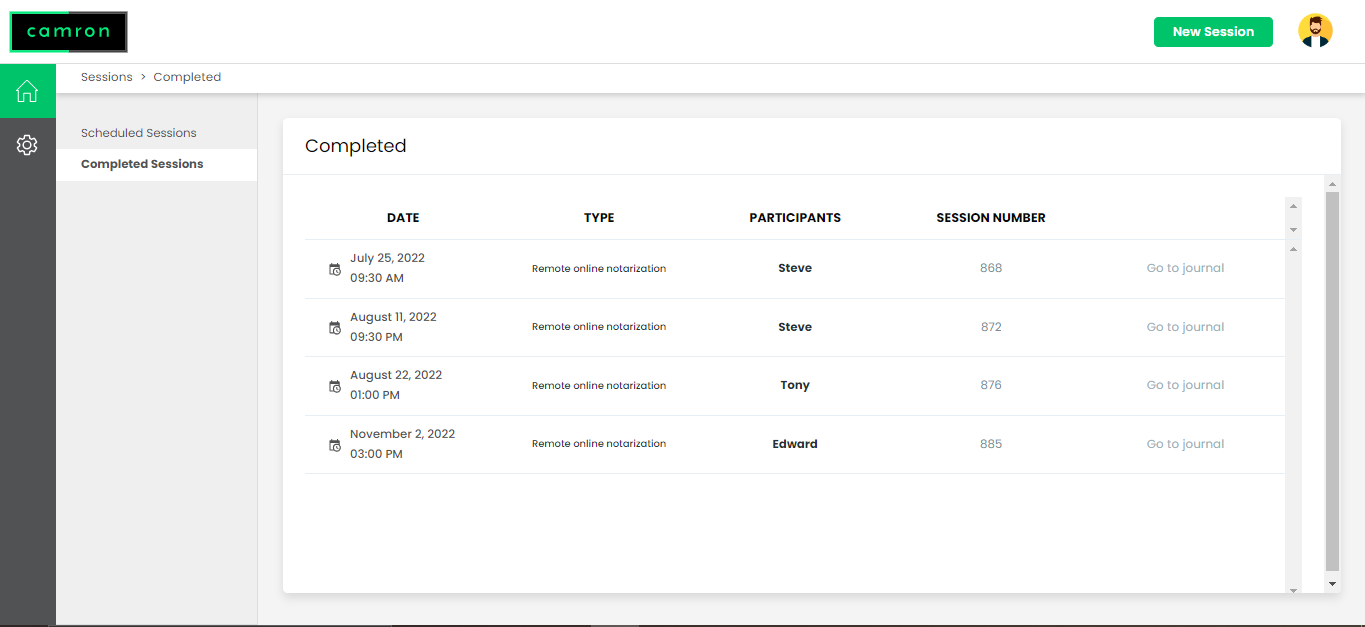 camron
New Session
Sessions > Completed
Scheduled Sessions
Completed Sessions
Completed
DATE TYPE PARTICIPANTS SESSION NUMBER
July 25, 2022
09:30 AM
Remote online notarization Steve 868 Go to journal
August 11, 2022
09:30 PM
Remote online notarization Steve 872 Go to journal
August 22, 2022
01:00 PM
Remote online notarization Tony 876 Go to journal
November 2, 2022
03:00 PM
Remote online notarization Edward 885 Go to journal